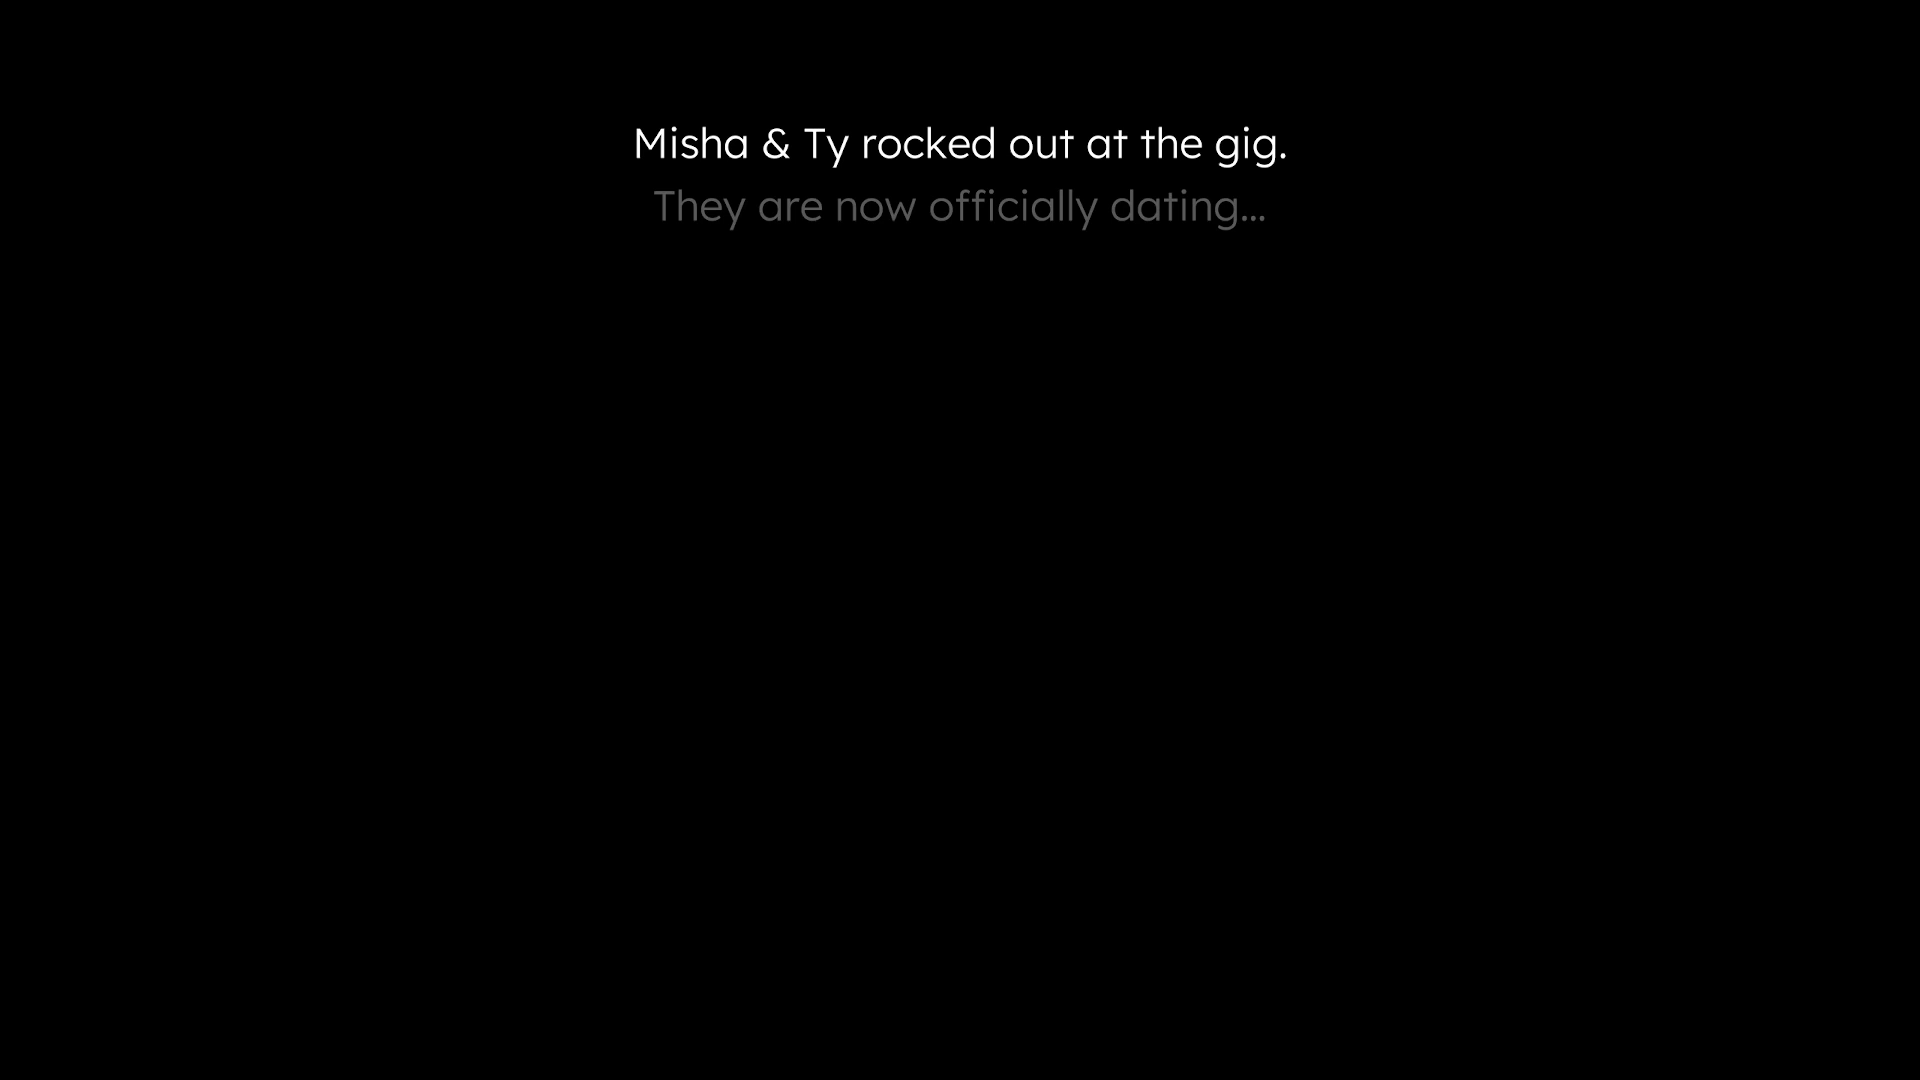 Misha & Ty rocked out at the gig.
They are now officially dating...